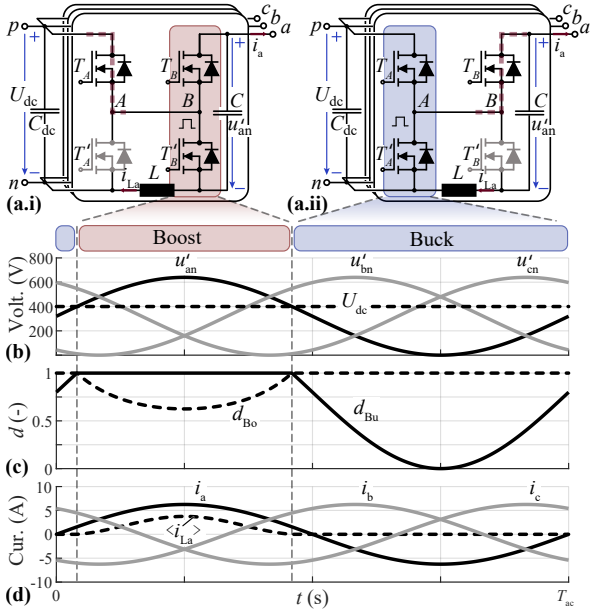 c
b
a
p
+
T_A
A
T_B
B
i_a
+
U_dc
C_dc
C
u'_an
T'_A
T'_B
i_La
L
n
−
−
(a.i)
c
b
a
p
+
T_A
A
T_B
B
i_a
+
U_dc
C_dc
C
u'_an
T'_A
T'_B
i_La
L
n
−
−
(a.ii)
Boost
Buck
Volt. (V)
800
600
400
200
u'_an
u'_bn
u'_cn
U_dc
(b)
d (-)
1
0.5
0
d_Bo
d_Bu
(c)
Cur. (A)
10
5
0
-5
-10
i_a
i_b
i_c
<i_La>
(d)
0
t (s)
T_ac